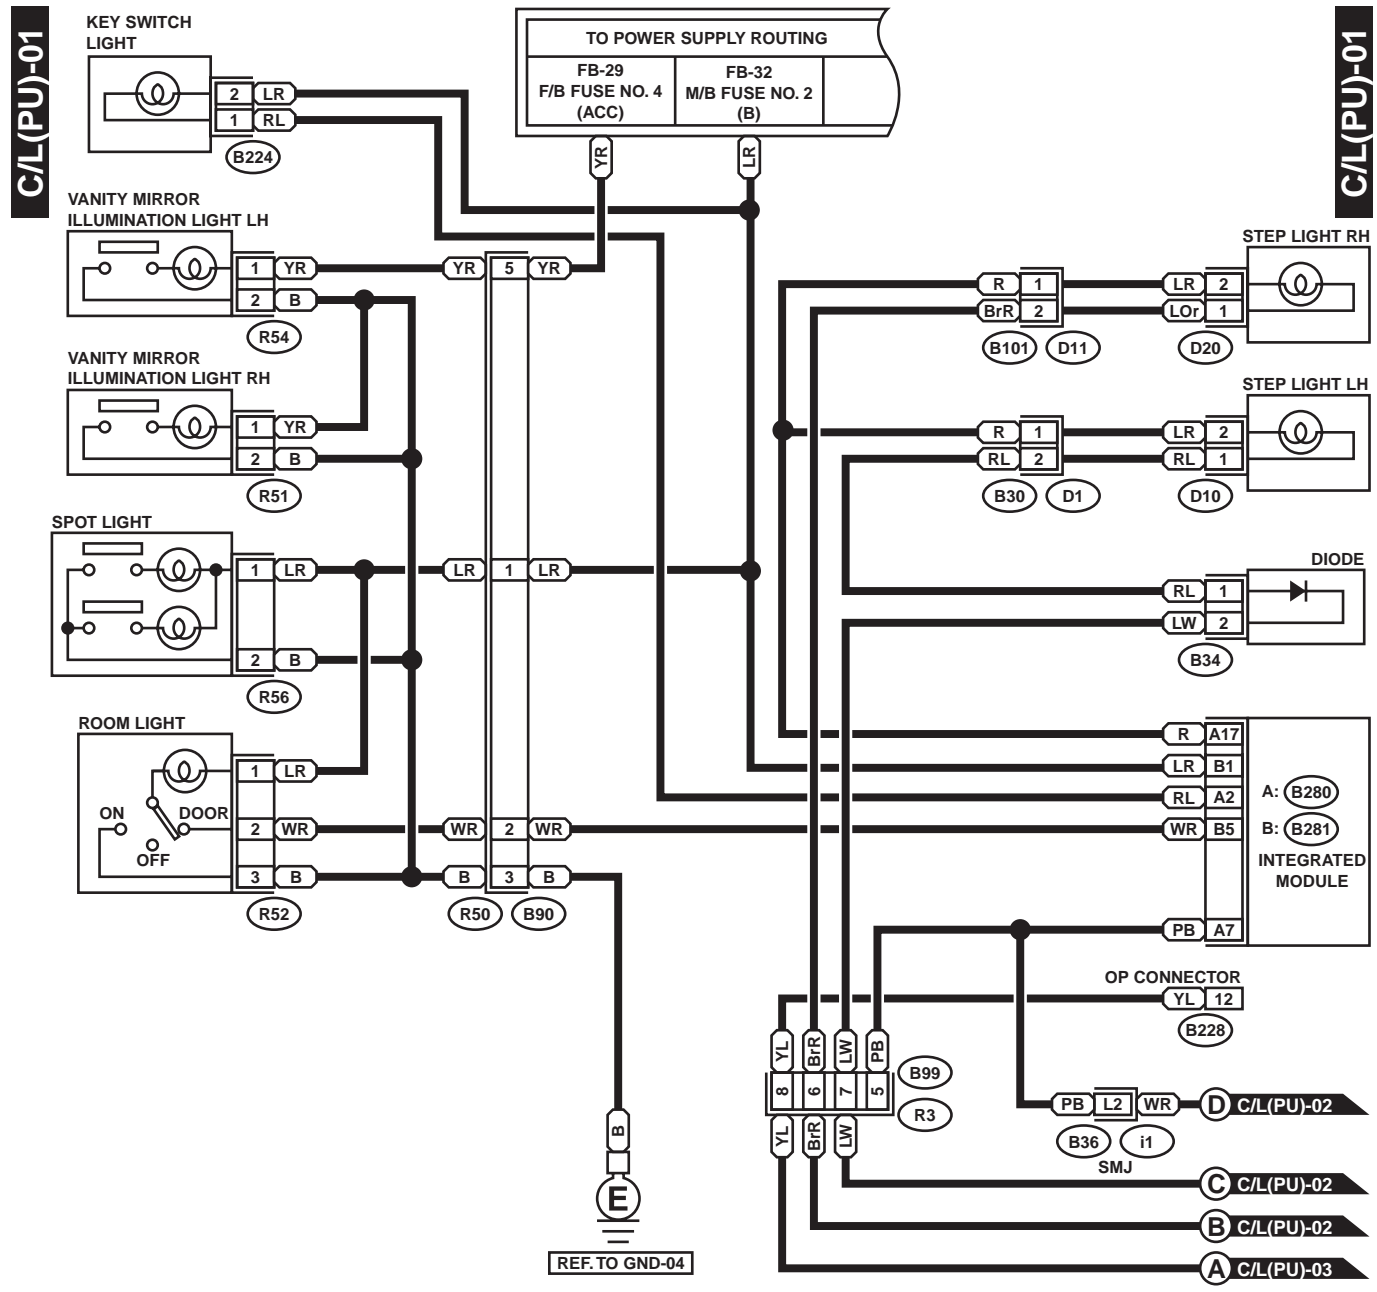 C/L(PU)-01
C/L(PU)-01
KEY SWITCH
LIGHT
2 LR
1 RL
B224
TO POWER SUPPLY ROUTING
FB-29
F/B FUSE NO. 4
(ACC)
FB-32
M/B FUSE NO. 2
(B)
YR
LR
VANITY MIRROR
ILLUMINATION LIGHT LH
1 YR
2 B
R54
YR 5 YR
VANITY MIRROR
ILLUMINATION LIGHT RH
1 YR
2 B
R51
SPOT LIGHT
1 LR
2 B
R56
LR 1 LR
ROOM LIGHT
ON
DOOR
OFF
1 LR
2 WR
3 B
R52
WR 2 WR
B 3 B
R50 B90
B
E
REF. TO GND-04
STEP LIGHT RH
R 1
BrR 2
B101 D11
LR 2
LOr 1
D20
STEP LIGHT LH
R 1
RL 2
B30 D1
LR 2
RL 1
D10
DIODE
RL 1
LW 2
B34
R A17
LR B1
RL A2
WR B5
PB A7
A: B280
B: B281
INTEGRATED
MODULE
OP CONNECTOR
YL 12
B228
YL BrR LW PB
8 6 7 5
YL BrR LW
B99
R3
PB L2 WR
B36 i1
SMJ
D C/L(PU)-02
C C/L(PU)-02
B C/L(PU)-02
A C/L(PU)-03